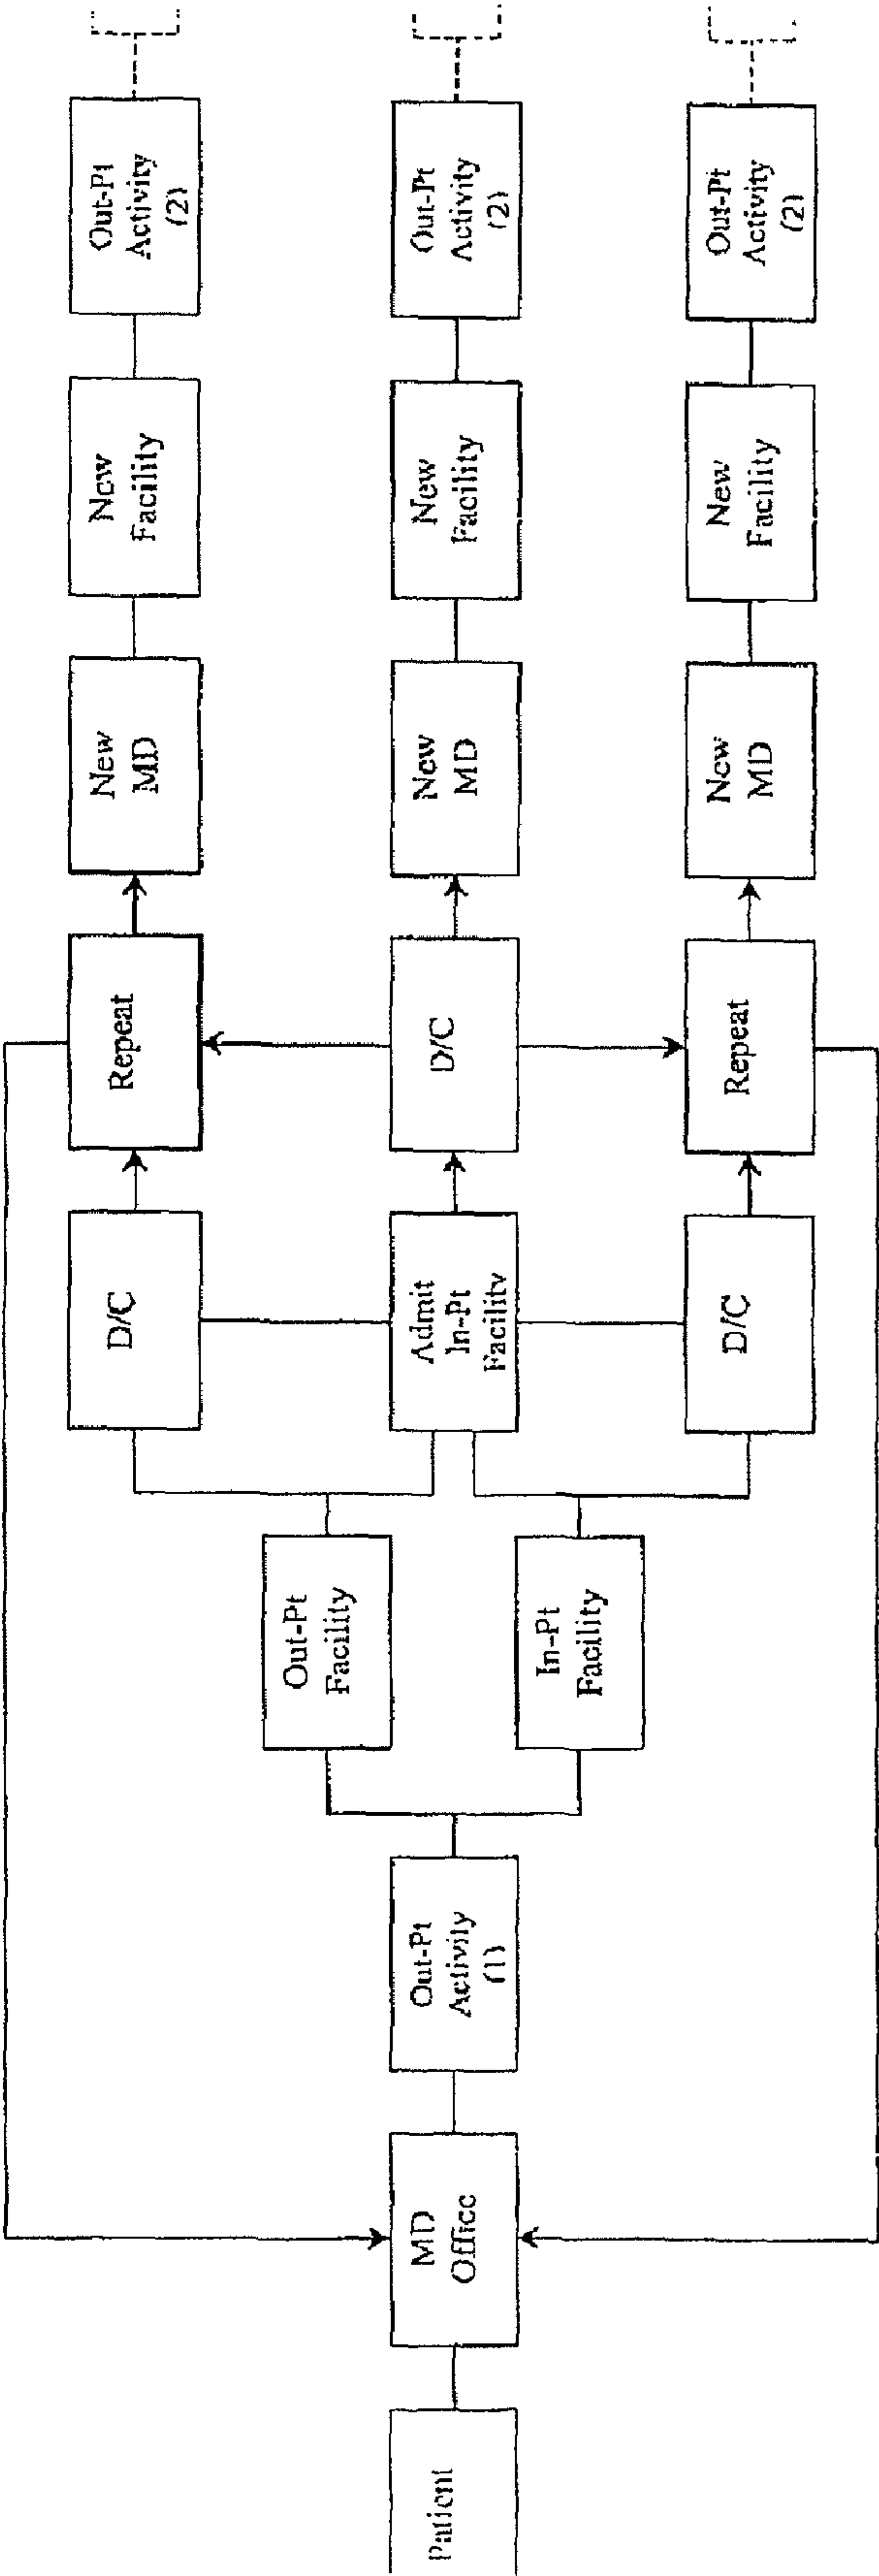 Patient
MD
Office
Out-Pt
Activity
(1)
Out-Pt
Facility
In-Pt
Facility
D/C
Admit
In-Pt
Facility
D/C
Repeat
D/C
Repeat
New
MD
New
MD
New
MD
New
Facility
New
Facility
New
Facility
Out-Pt
Activity
(2)
Out-Pt
Activity
(2)
Out-Pt
Activity
(2)